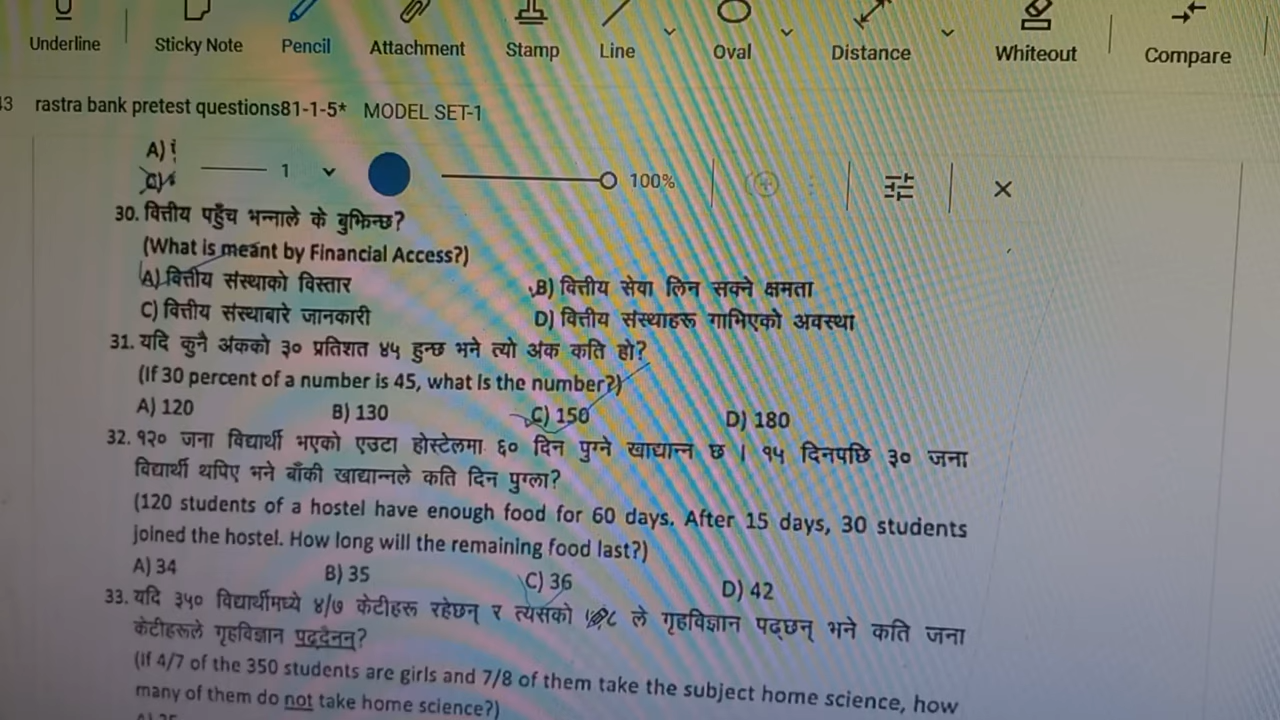 Underline Sticky Note Pencil Attachment Stamp Line Oval Distance Whiteout Compare
rastra bank pretest questions81-1-5* MODEL SET-1
A)
1 100%
30. वित्तीय पहुँच भन्नाले के बुझिन्छ?
(What is meant by Financial Access?)
A) वित्तीय संस्थाको विस्तार B) वित्तीय सेवा लिन सक्ने क्षमता
C) वित्तीय संस्थाबारे जानकारी D) वित्तीय संस्थाहरू गाभिएको अवस्था
31. यदि कुनै अंकको ३० प्रतिशत ४५ हुन्छ भने त्यो अंक कति हो?
(If 30 percent of a number is 45, what is the number?)
A) 120 B) 130 C) 150 D) 180
32. १२० जना विद्यार्थी भएको एउटा होस्टेलमा ६० दिन पुग्ने खाद्यान्न छ । १५ दिनपछि ३० जना
विद्यार्थी थपिए भने बाँकी खाद्यान्नले कति दिन पुग्ला?
(120 students of a hostel have enough food for 60 days. After 15 days, 30 students
joined the hostel. How long will the remaining food last?)
A) 34 B) 35 C) 36 D) 42
33. यदि ३५० विद्यार्थीमध्ये ४/७ केटीहरू रहेछन् र त्यसको ले गृहविज्ञान पढ्छन् भने कति जना
केटीहरूले गृहविज्ञान पढ्दैनन्?
(If 4/7 of the 350 students are girls and 7/8 of them take the subject home science, how
many of them do not take home science?)